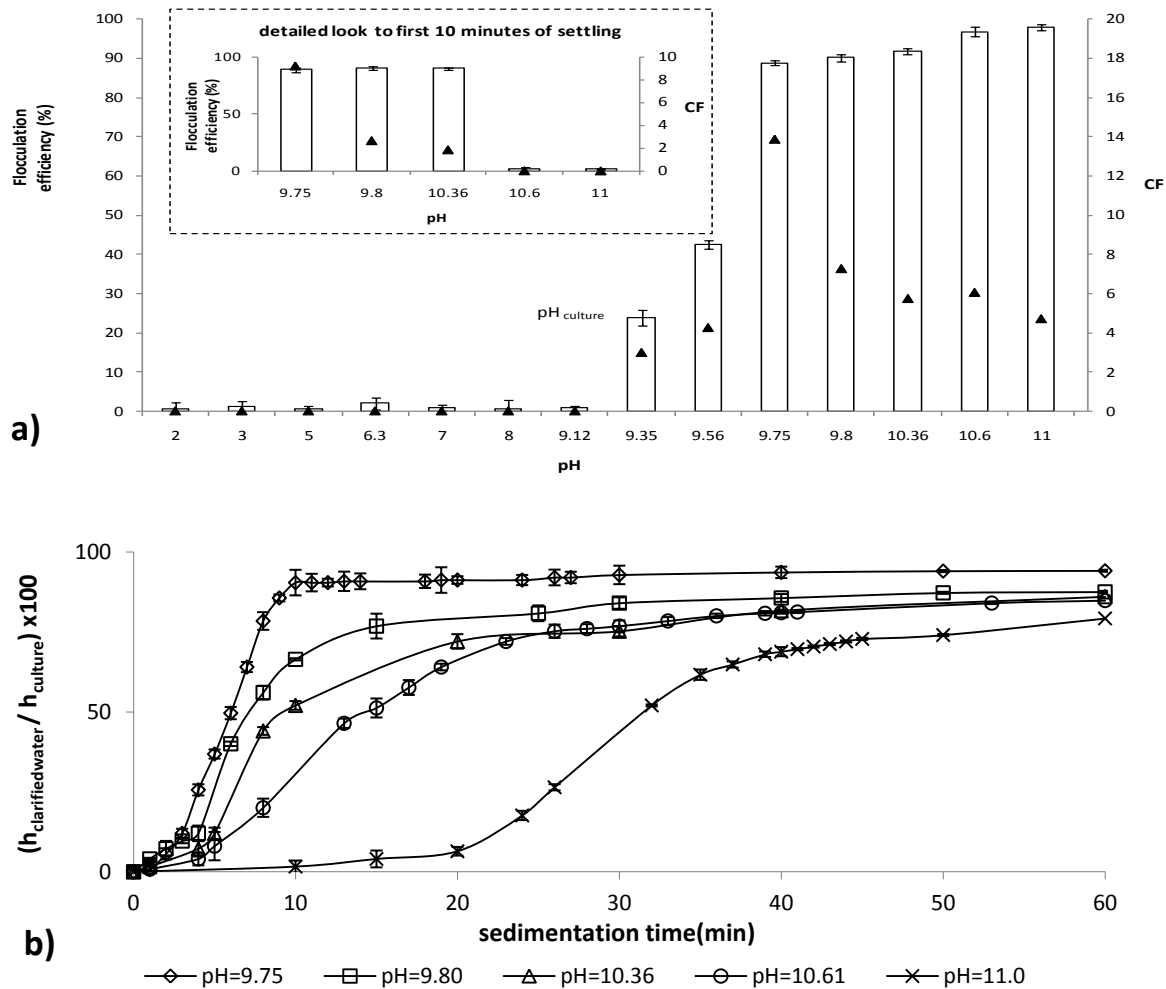 detailed look to first 10 minutes of settling
Flocculation efficiency (%)
100
50
0
10
8
6
4
2
0
CF
9.75 9.8 10.36 10.6 11
pH
Flocculation
efficiency (%)
100
90
80
70
60
50
40
30
20
10
0
20
18
16
14
12
10
8
6
4
2
0
CF
pH culture
2 3 5 6.3 7 8 9.12 9.35 9.56 9.75 9.8 10.36 10.6 11
pH
a)
(hclarifiedwater / hculture) x100
100
50
0
0 10 20 30 40 50 60
sedimentation time(min)
b)
pH=9.75 pH=9.80 pH=10.36 pH=10.61 pH=11.0